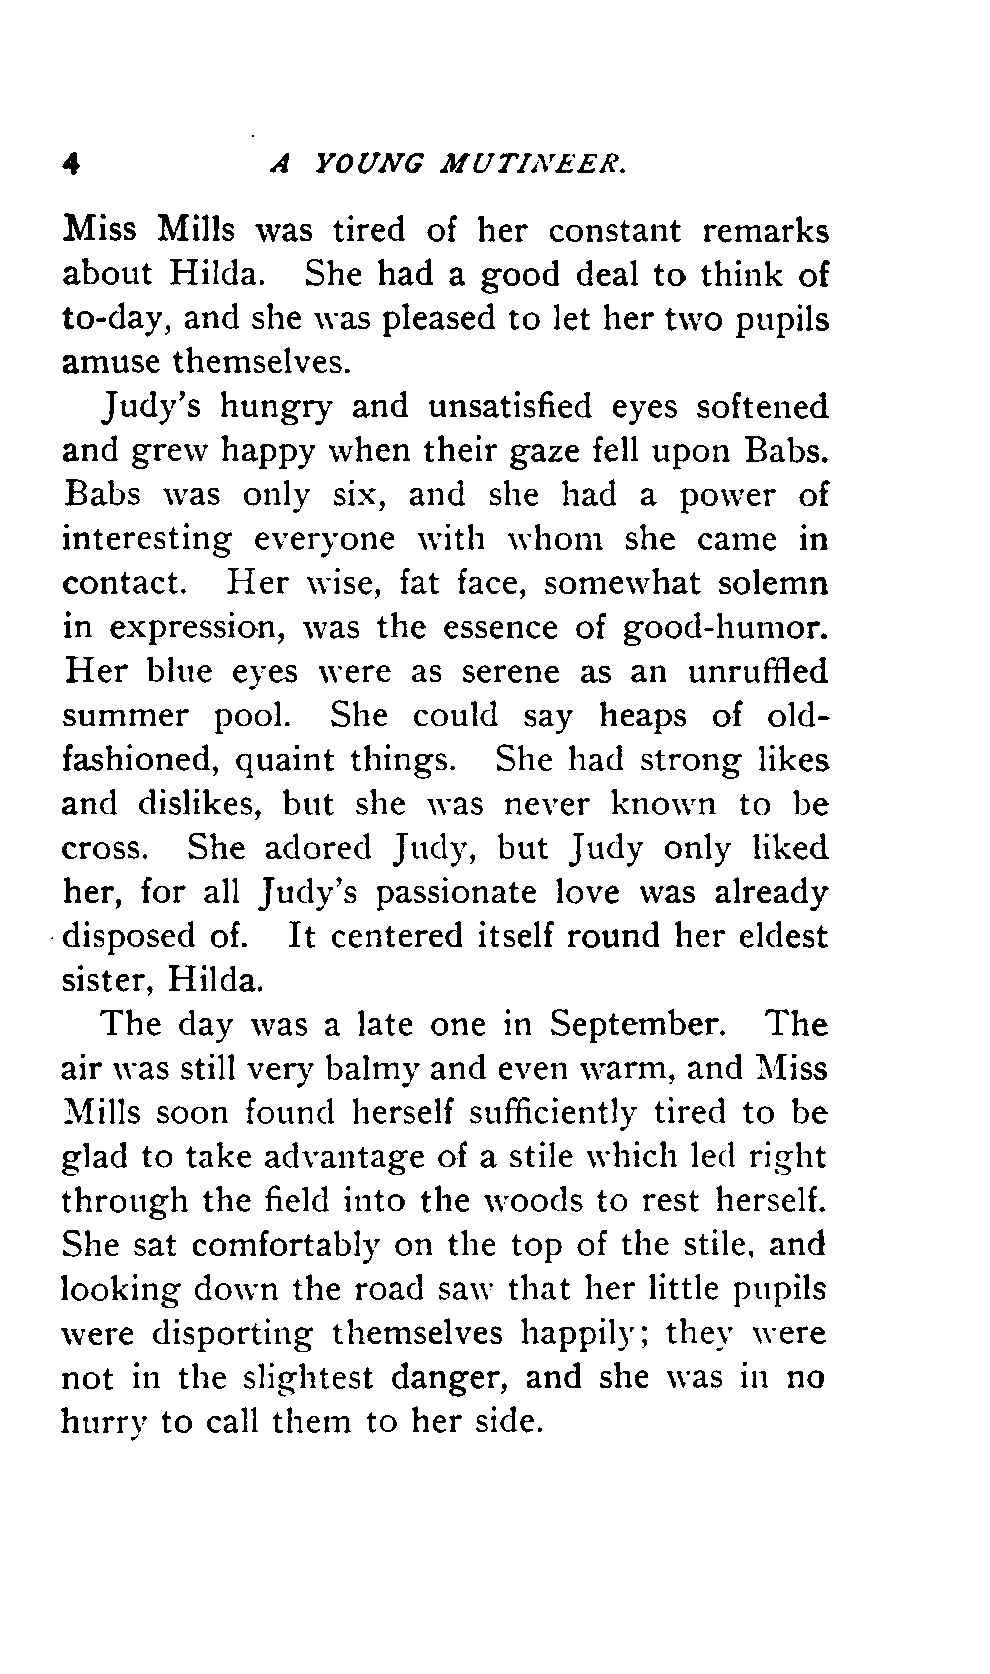 4 A YOUNG MUTINEER.
Miss Mills was tired of her constant remarks
about Hilda. She had a good deal to think of
to-day, and she was pleased to let her two pupils
amuse themselves.
Judy's hungry and unsatisfied eyes softened
and grew happy when their gaze fell upon Babs.
Babs was only six, and she had a power of
interesting everyone with whom she came in
contact. Her wise, fat face, somewhat solemn
in expression, was the essence of good-humor.
Her blue eyes were as serene as an unruffled
summer pool. She could say heaps of old-
fashioned, quaint things. She had strong likes
and dislikes, but she was never known to be
cross. She adored Judy, but Judy only liked
her, for all Judy's passionate love was already
disposed of. It centered itself round her eldest
sister, Hilda.
The day was a late one in September. The
air was still very balmy and even warm, and Miss
Mills soon found herself sufficiently tired to be
glad to take advantage of a stile which led right
through the field into the woods to rest herself.
She sat comfortably on the top of the stile, and
looking down the road saw that her little pupils
were disporting themselves happily; they were
not in the slightest danger, and she was in no
hurry to call them to her side.